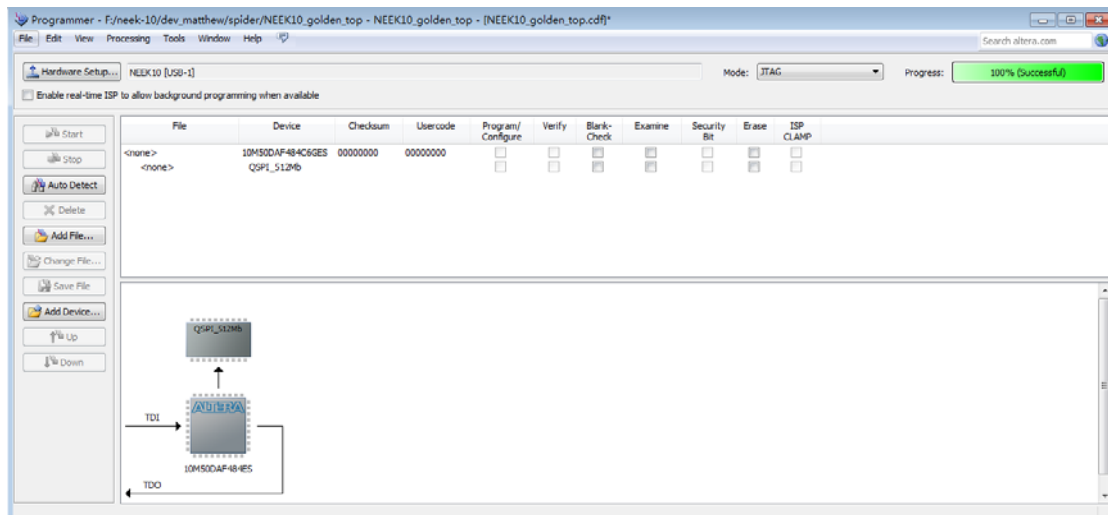 Programmer - F:/neek-10/dev_matthew/spider/NEEK10_golden_top - NEEK10_golden_top - [NEEK10_golden_top.cdf]*
File Edit View Processing Tools Window Help
Search altera.com
Hardware Setup... NEEK10 [USB-1] Mode: JTAG Progress: 100% (Successful)
Enable real-time ISP to allow background programming when available
Start
Stop
Auto Detect
Delete
Add File...
Change File...
Save File
Add Device...
Up
Down
File Device Checksum Usercode Program/ Verify Blank- Examine Security Erase ISP
Configure Check Bit CLAMP
<none> 10M50DAF484C6GES 00000000 00000000
<none> QSPI_512Mb
QSPI_512Mb
TDI
ALTERA
10M50DAF484ES
TDO